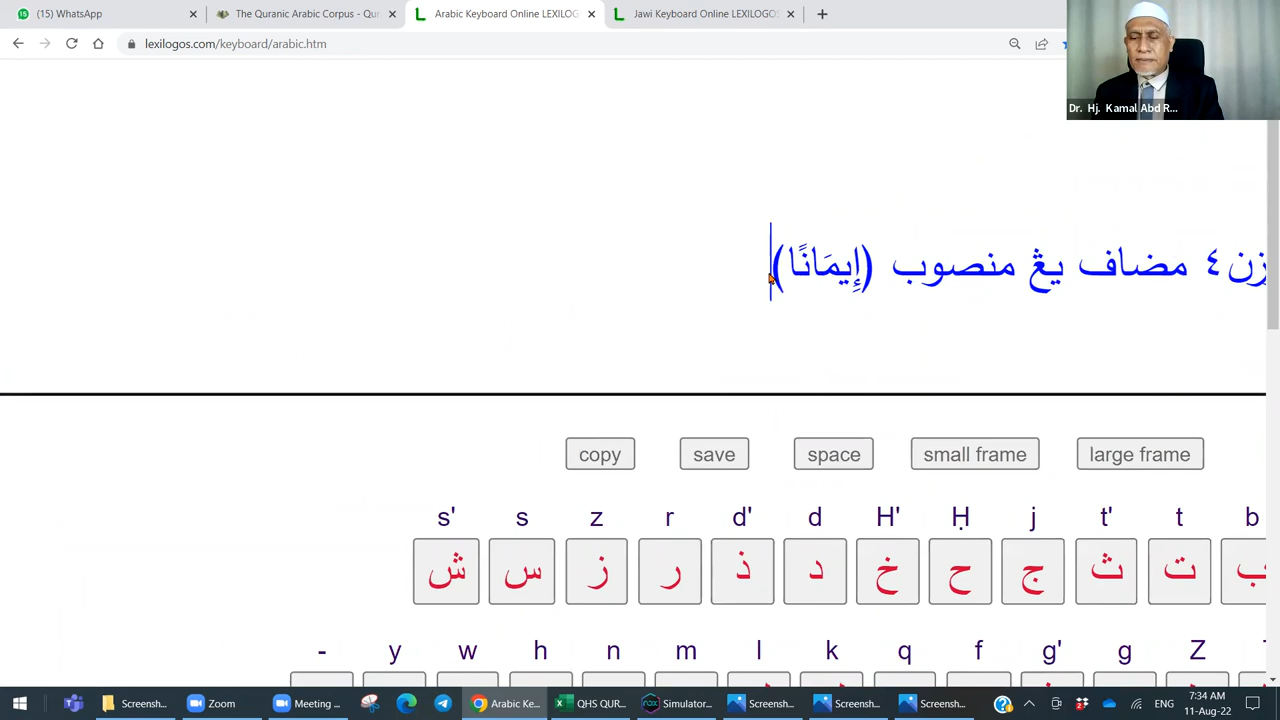 (15) WhatsApp
The Quranic Arabic Corpus - Qur
Arabic Keyboard Online LEXILOGO
Jawi Keyboard Online LEXILOGOS
lexilogos.com/keyboard/arabic.htm
Dr. Hj. Kamal Abd R...
زن٤ مضاف يڠ منصوب (إِيمَانًا)
copy save space small frame large frame
s' s z r d' d H' Ḥ j t' t b
ش س ز ر ذ د خ ح ج ث ت ب
- y w h n m l k q f g' g Z
Screensh...
Zoom
Meeting ...
Arabic Ke...
QHS QUR...
Simulator...
Screensh...
Screensh...
Screensh...
ENG
7:34 AM
11-Aug-22